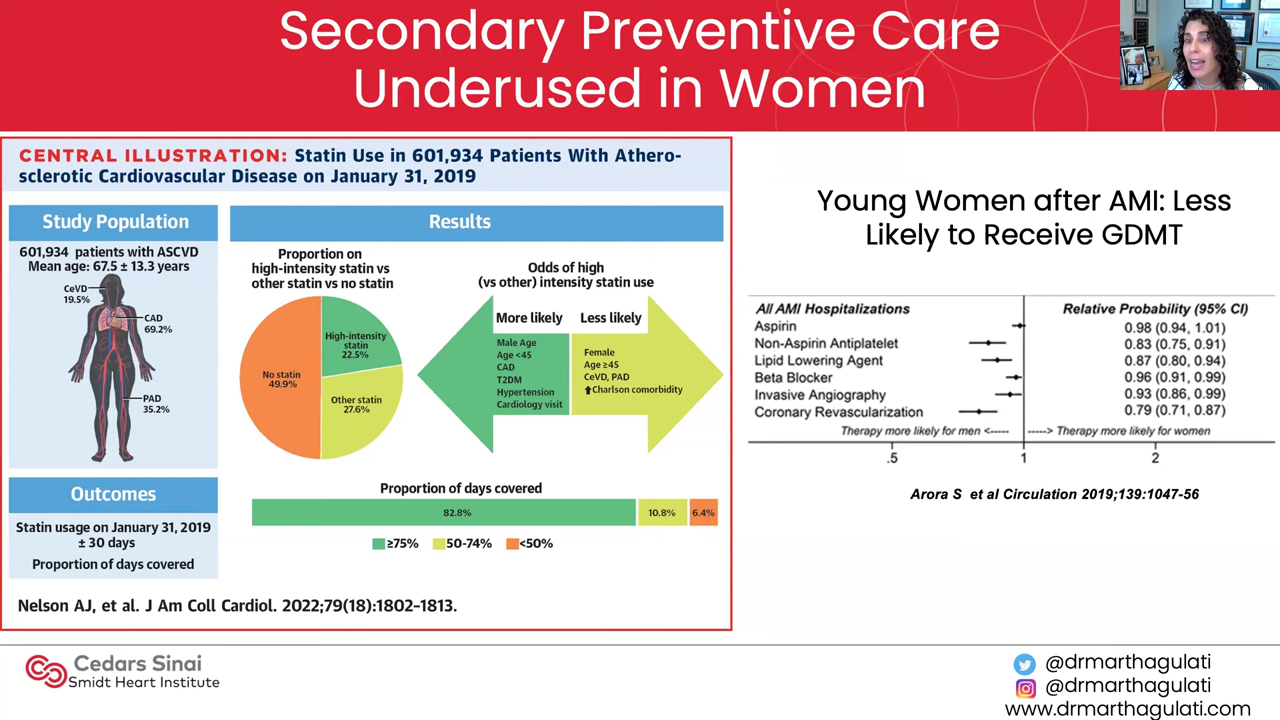 Secondary Preventive Care
Underused in Women
CENTRAL ILLUSTRATION: Statin Use in 601,934 Patients With Athero-
sclerotic Cardiovascular Disease on January 31, 2019
Study Population
601,934 patients with ASCVD
Mean age: 67.5 ± 13.3 years
CeVD
19.5%
CAD
69.2%
PAD
35.2%
Outcomes
Statin usage on January 31, 2019
± 30 days
Proportion of days covered
Results
Proportion on
high-intensity statin vs
other statin vs no statin
High-intensity
statin
22.5%
No statin
49.9%
Other statin
27.6%
Odds of high
(vs other) intensity statin use
More likely
Male Age
Age <45
CAD
T2DM
Hypertension
Cardiology visit
Less likely
Female
Age ≥45
CeVD, PAD
⬆Charlson comorbidity
Proportion of days covered
82.8% 10.8% 6.4%
≥75% 50-74% <50%
Nelson AJ, et al. J Am Coll Cardiol. 2022;79(18):1802–1813.
Young Women after AMI: Less
Likely to Receive GDMT
All AMI Hospitalizations Relative Probability (95% CI)
Aspirin 0.98 (0.94, 1.01)
Non-Aspirin Antiplatelet 0.83 (0.75, 0.91)
Lipid Lowering Agent 0.87 (0.80, 0.94)
Beta Blocker 0.96 (0.91, 0.99)
Invasive Angiography 0.93 (0.86, 0.99)
Coronary Revascularization 0.79 (0.71, 0.87)
Therapy more likely for men <----- -----> Therapy more likely for women
.5 1 2
Arora S et al Circulation 2019;139:1047-56
Cedars Sinai
Smidt Heart Institute
@drmarthagulati
@drmarthagulati
www.drmarthagulati.com